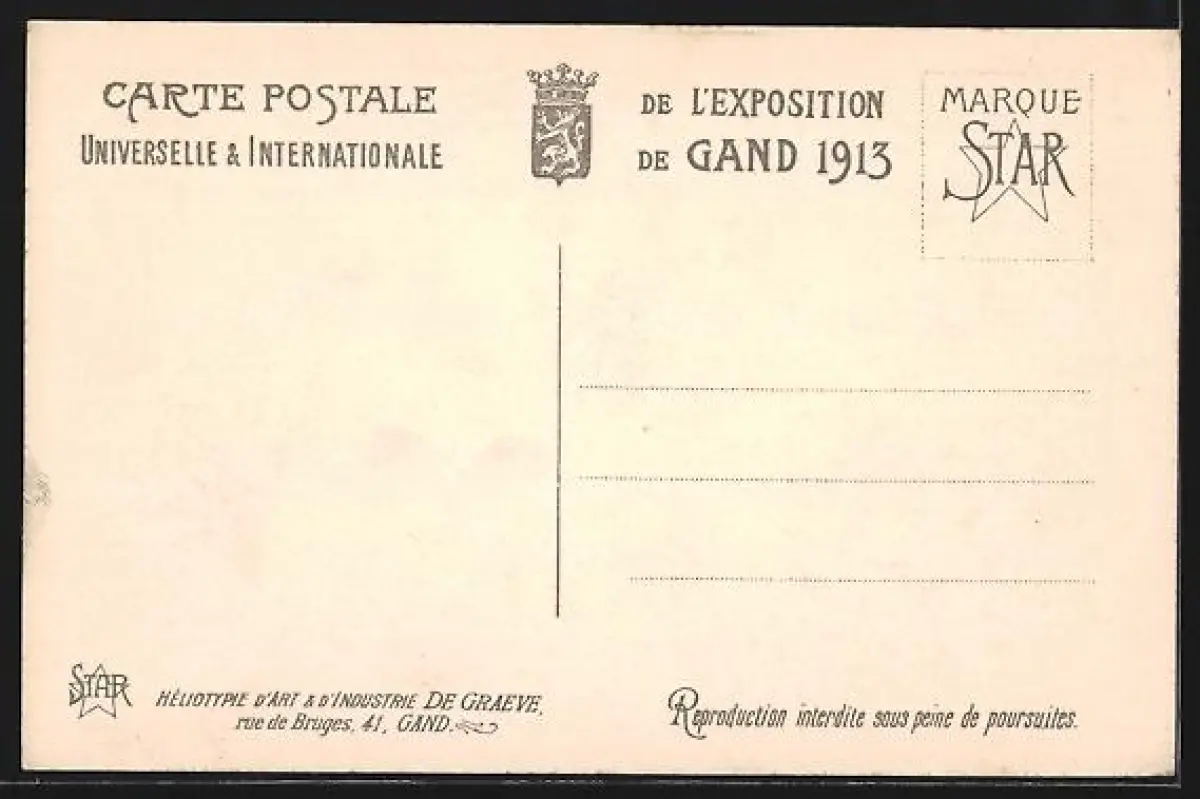 CARTE POSTALE
UNIVERSELLE & INTERNATIONALE
DE L'EXPOSITION
DE GAND 1913
MARQUE
STAR
STAR
HÉLIOTYPIE D'ART & D'INDUSTRIE DE GRAEVE,
rue de Bruges, 41, GAND.
Reproduction interdite sous peine de poursuites.